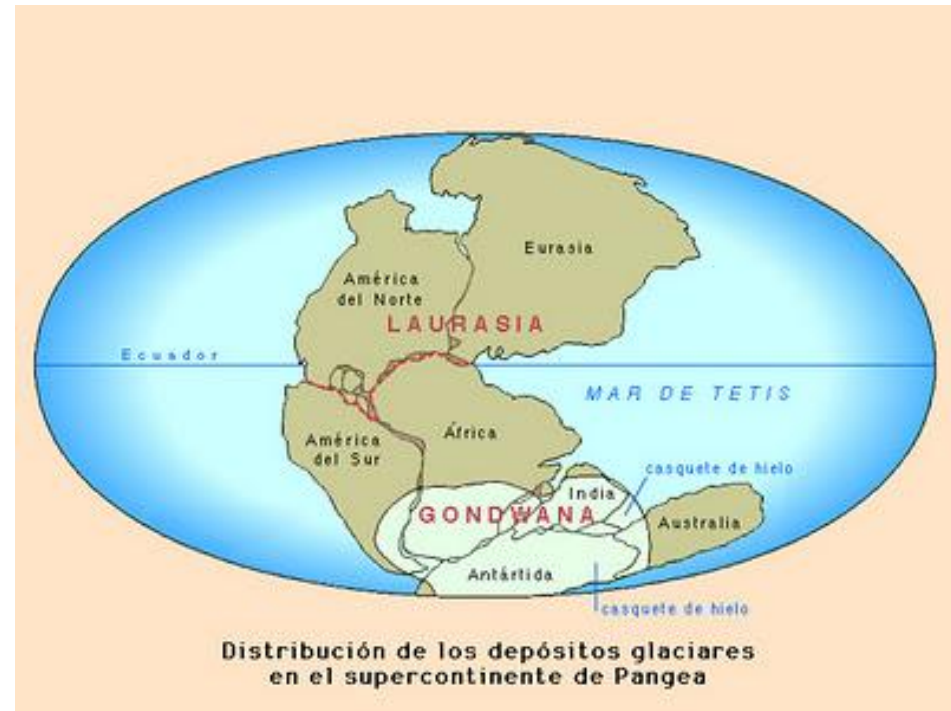 Eurasia
América
del Norte
LAURASIA
Ecuador
MAR DE TETIS
América
del Sur
África
casquete de hielo
India
GONDWANA
Australia
Antártida
casquete de hielo
Distribución de los depósitos glaciares
en el supercontinente de Pangea